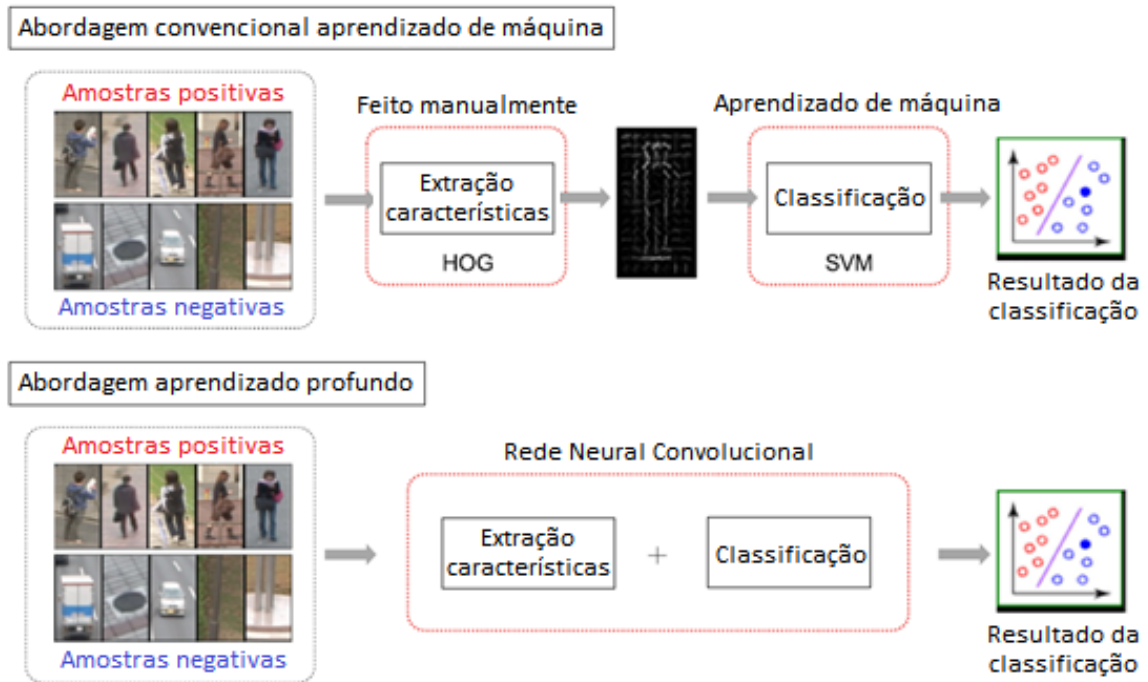 Abordagem convencional aprendizado de máquina
Amostras positivas
Amostras negativas
Feito manualmente
Extração
características
HOG
Aprendizado de máquina
Classificação
SVM
Resultado da
classificação
Abordagem aprendizado profundo
Amostras positivas
Amostras negativas
Rede Neural Convolucional
Extração
características
+
Classificação
Resultado da
classificação